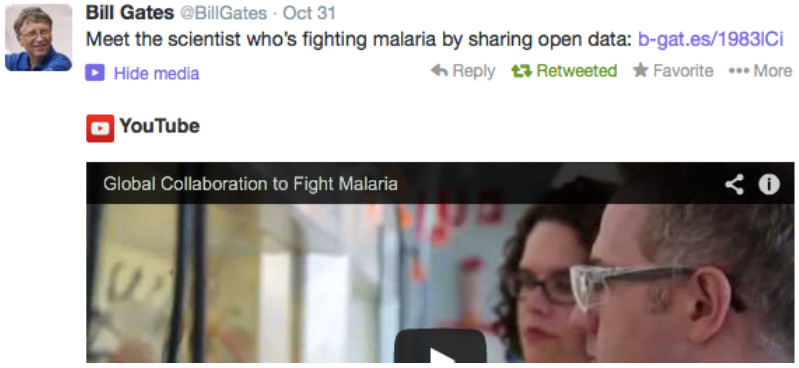 Bill Gates @BillGates · Oct 31
Meet the scientist who's fighting malaria by sharing open data: b-gat.es/1983lCi
Hide media Reply Retweeted Favorite More
YouTube
Global Collaboration to Fight Malaria